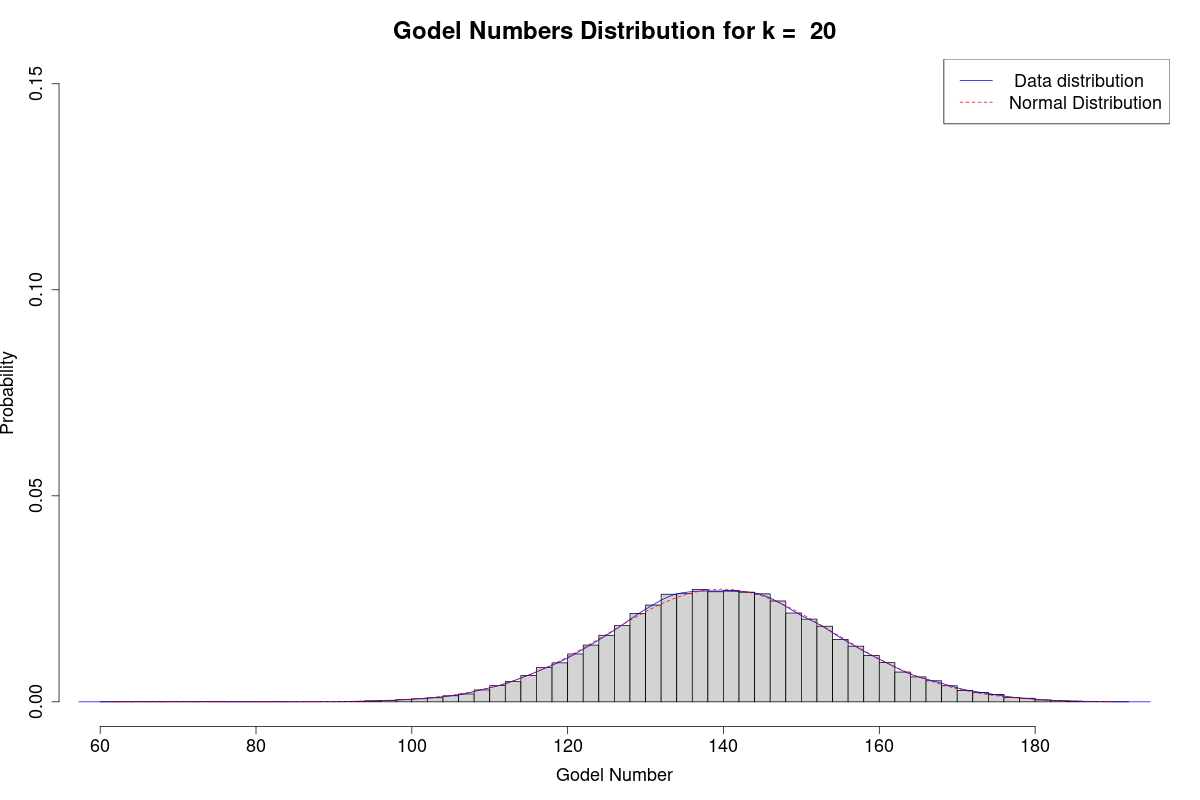 Godel Numbers Distribution for k =  20
Data distribution
Normal Distribution
0.15
0.10
0.05
0.00
Probability
60 80 100 120 140 160 180
Godel Number